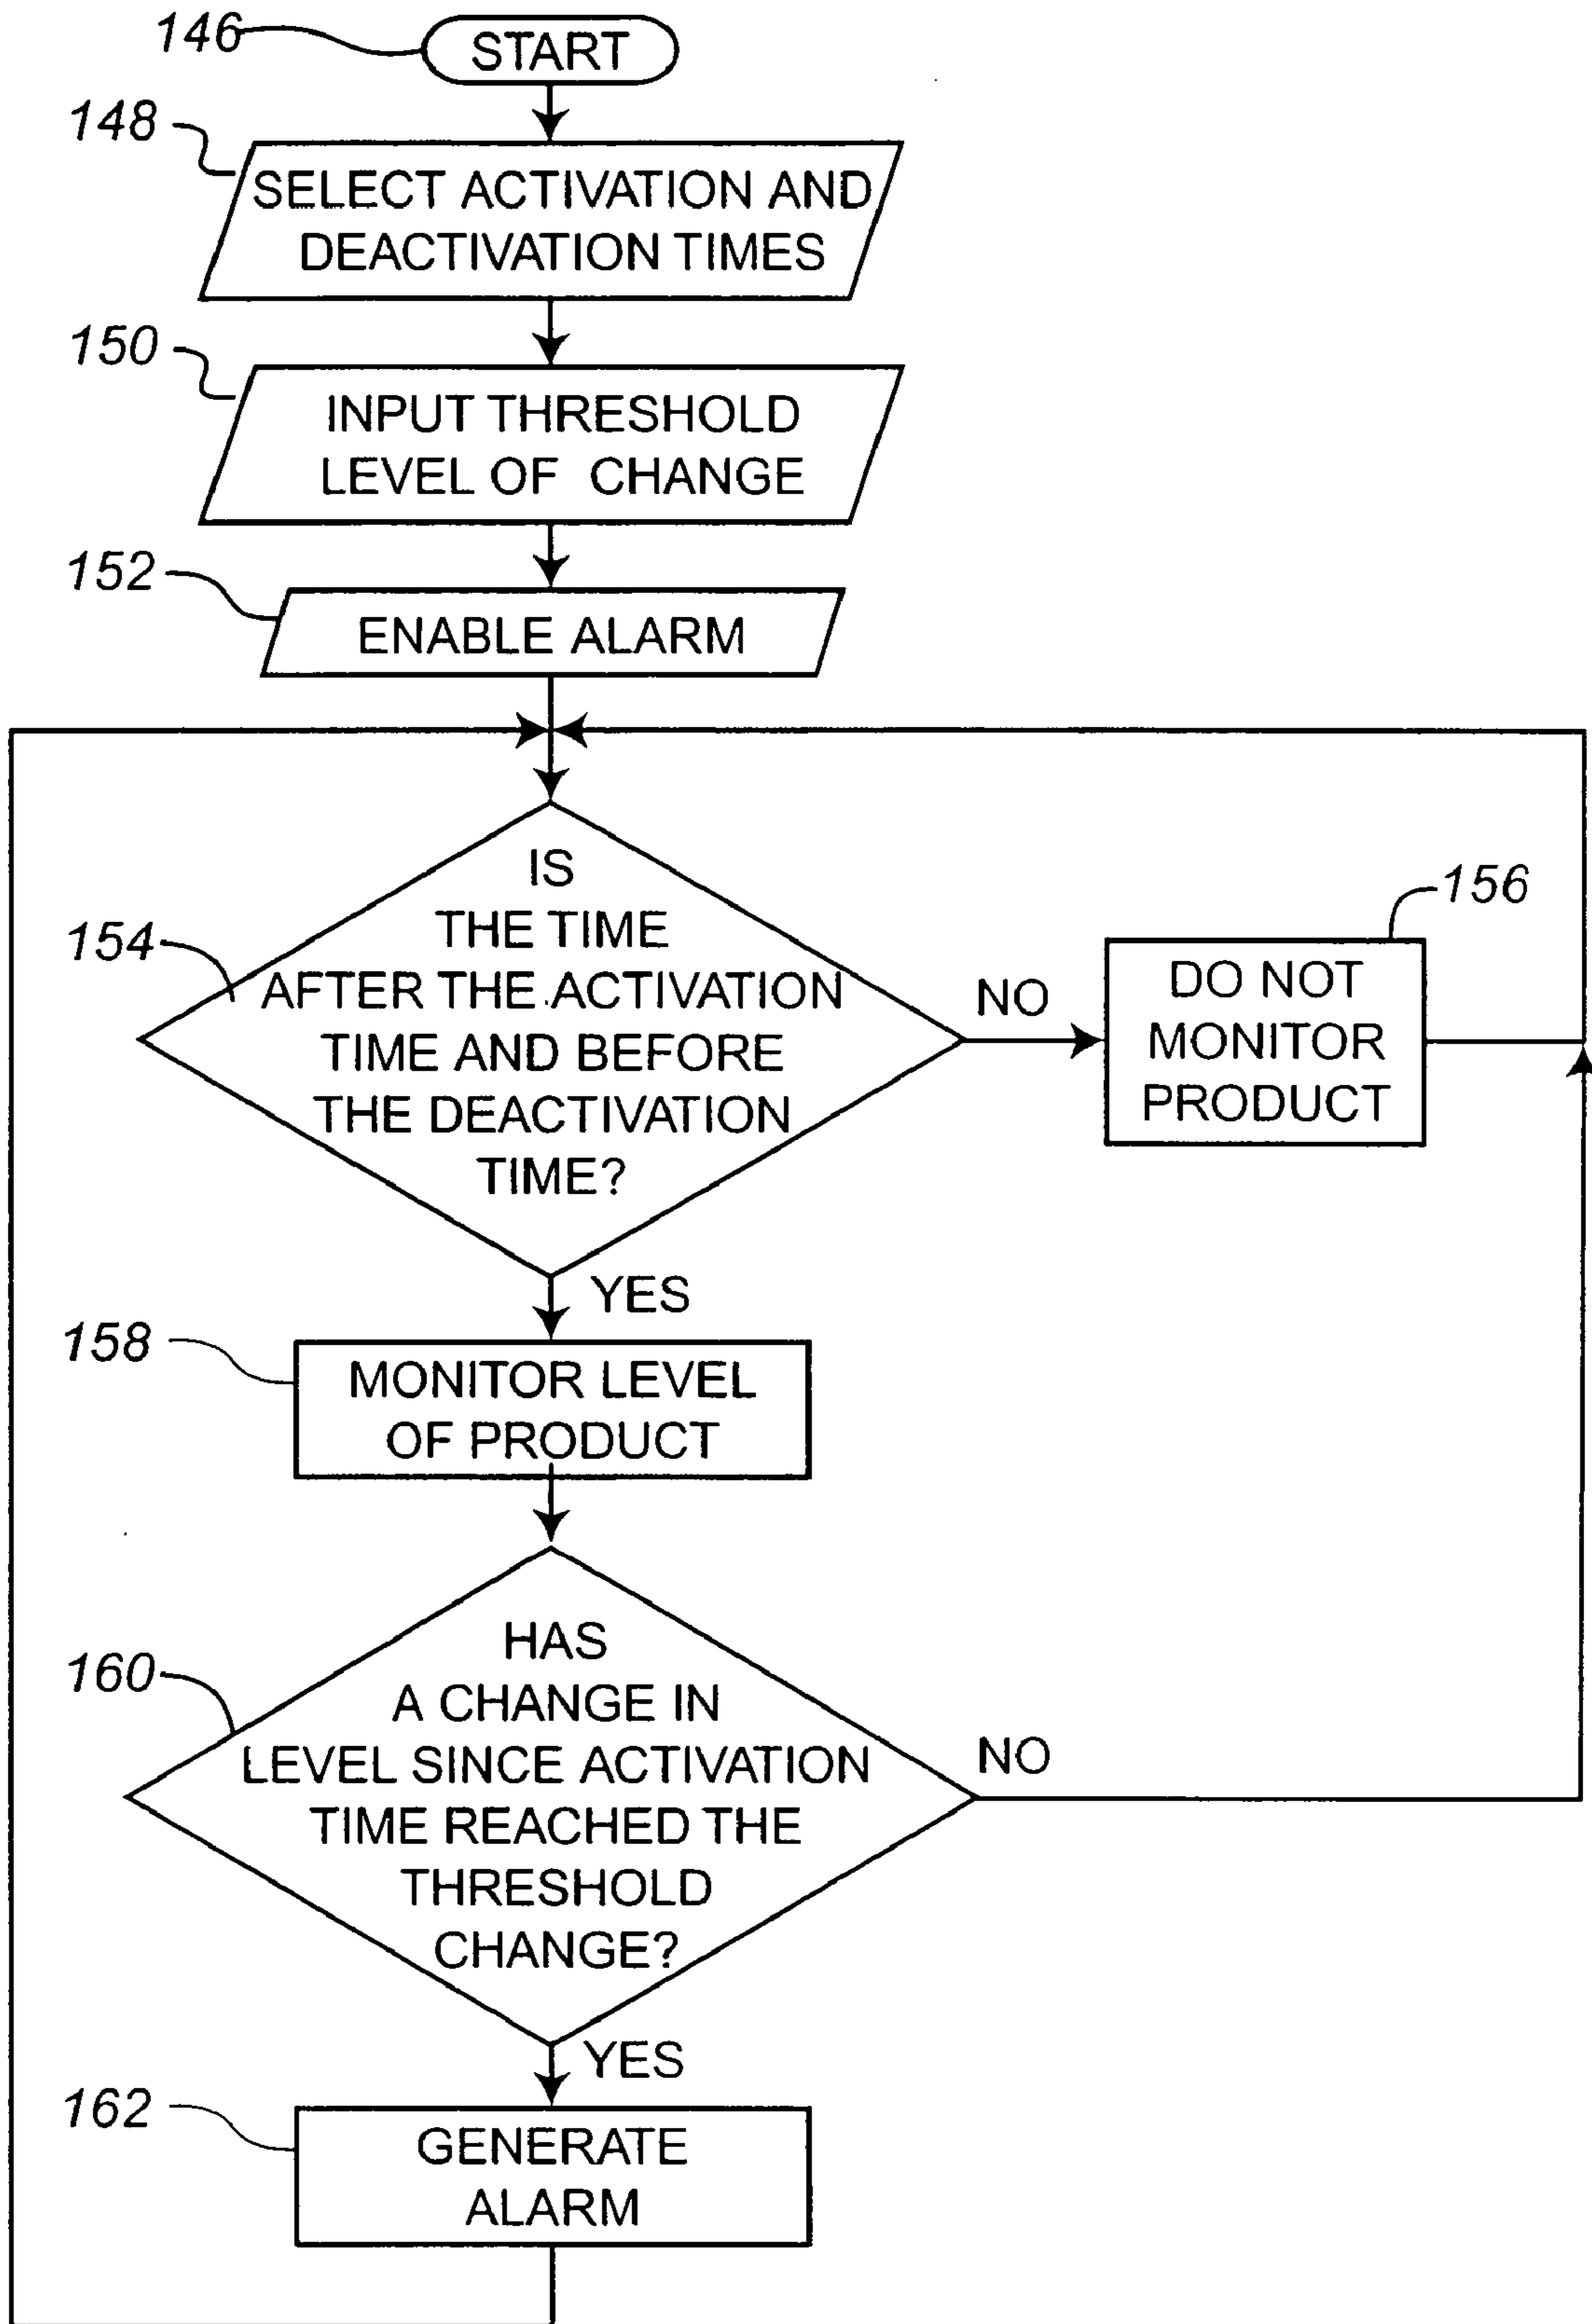 146
START
148
SELECT ACTIVATION AND
DEACTIVATION TIMES
150
INPUT THRESHOLD
LEVEL OF CHANGE
152
ENABLE ALARM
154
IS
THE TIME
AFTER THE ACTIVATION
TIME AND BEFORE
THE DEACTIVATION
TIME?
NO
156
DO NOT
MONITOR
PRODUCT
YES
158
MONITOR LEVEL
OF PRODUCT
160
HAS
A CHANGE IN
LEVEL SINCE ACTIVATION
TIME REACHED THE
THRESHOLD
CHANGE?
NO
YES
162
GENERATE
ALARM